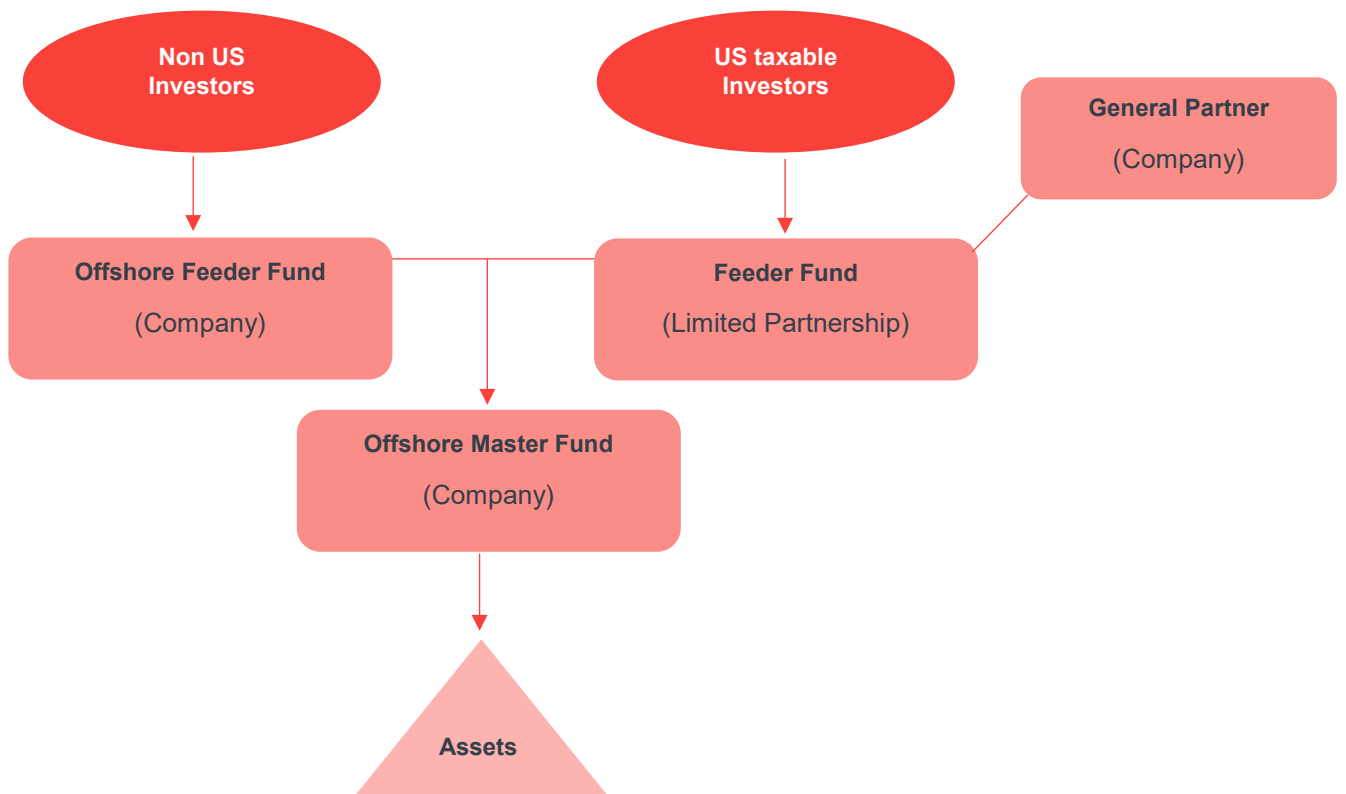 Non US
Investors
US taxable
Investors
General Partner
(Company)
Offshore Feeder Fund
(Company)
Feeder Fund
(Limited Partnership)
Offshore Master Fund
(Company)
Assets